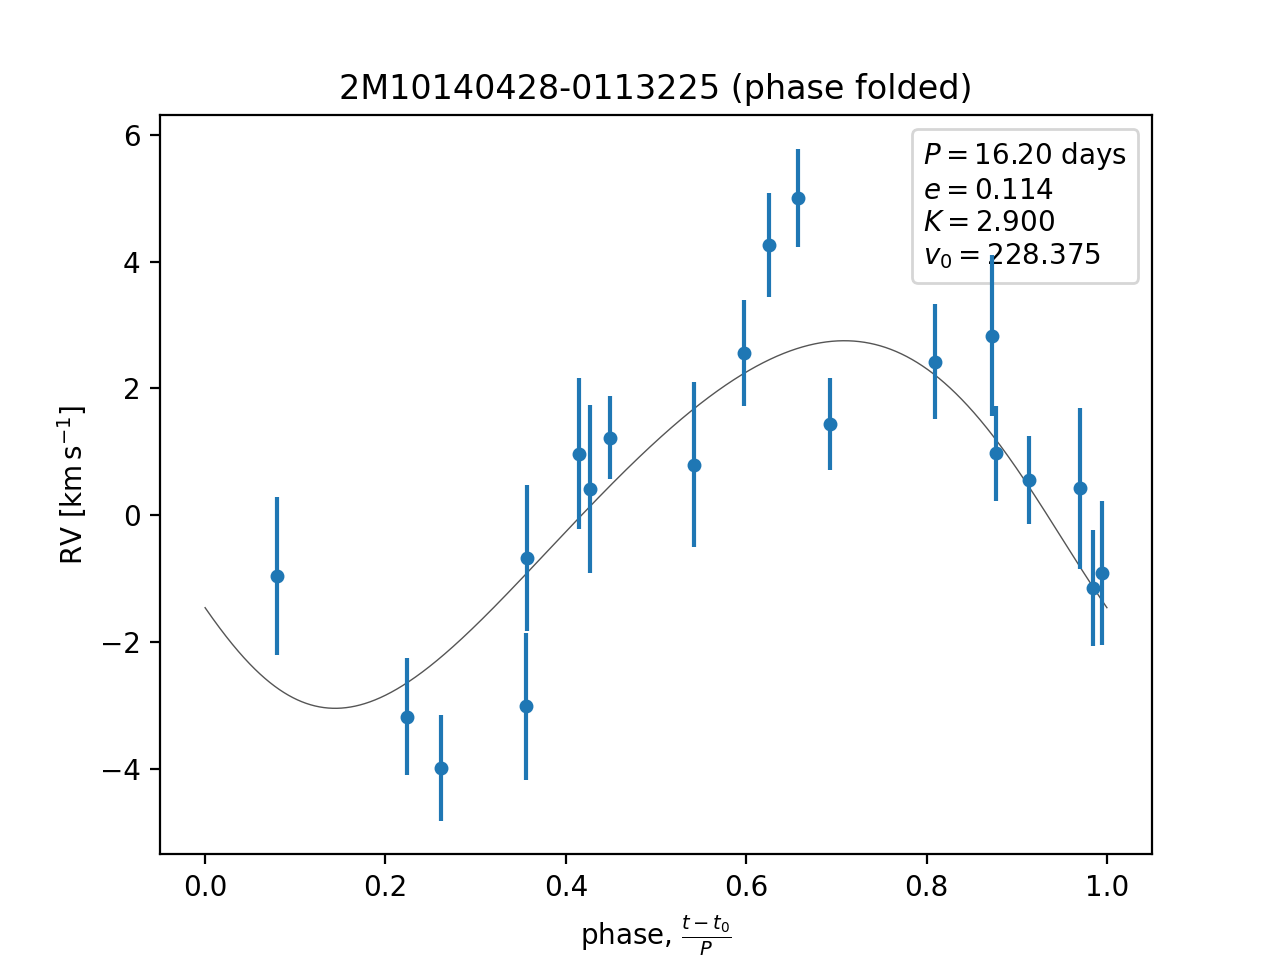 2M10140428-0113225 (phase folded)
P = 16.20 days
e = 0.114
K = 2.900
v₀ = 228.375
RV [km s⁻¹]
6
4
2
0
−2
−4
0.0 0.2 0.4 0.6 0.8 1.0
phase, (t − t₀)/P